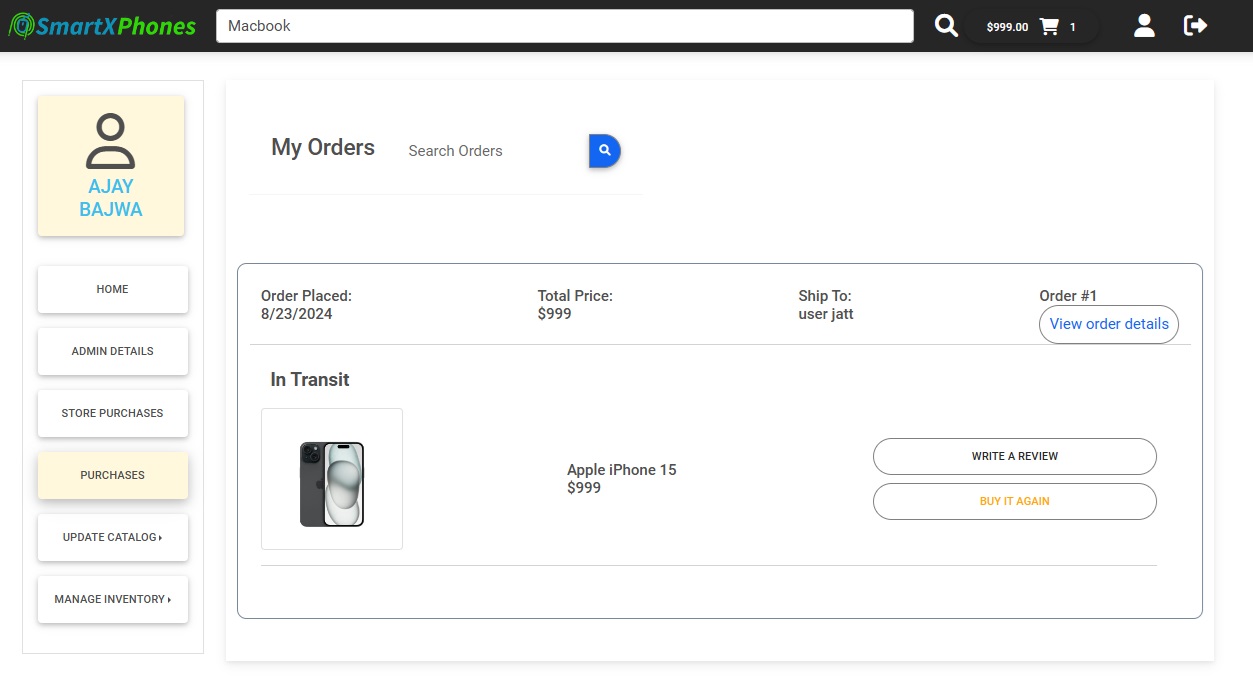 SmartXPhones
Macbook
$999.00 1
AJAY
BAJWA
HOME
ADMIN DETAILS
STORE PURCHASES
PURCHASES
UPDATE CATALOG
MANAGE INVENTORY
My Orders
Search Orders
Order Placed:
8/23/2024
Total Price:
$999
Ship To:
user jatt
Order #1
View order details
In Transit
Apple iPhone 15
$999
WRITE A REVIEW
BUY IT AGAIN